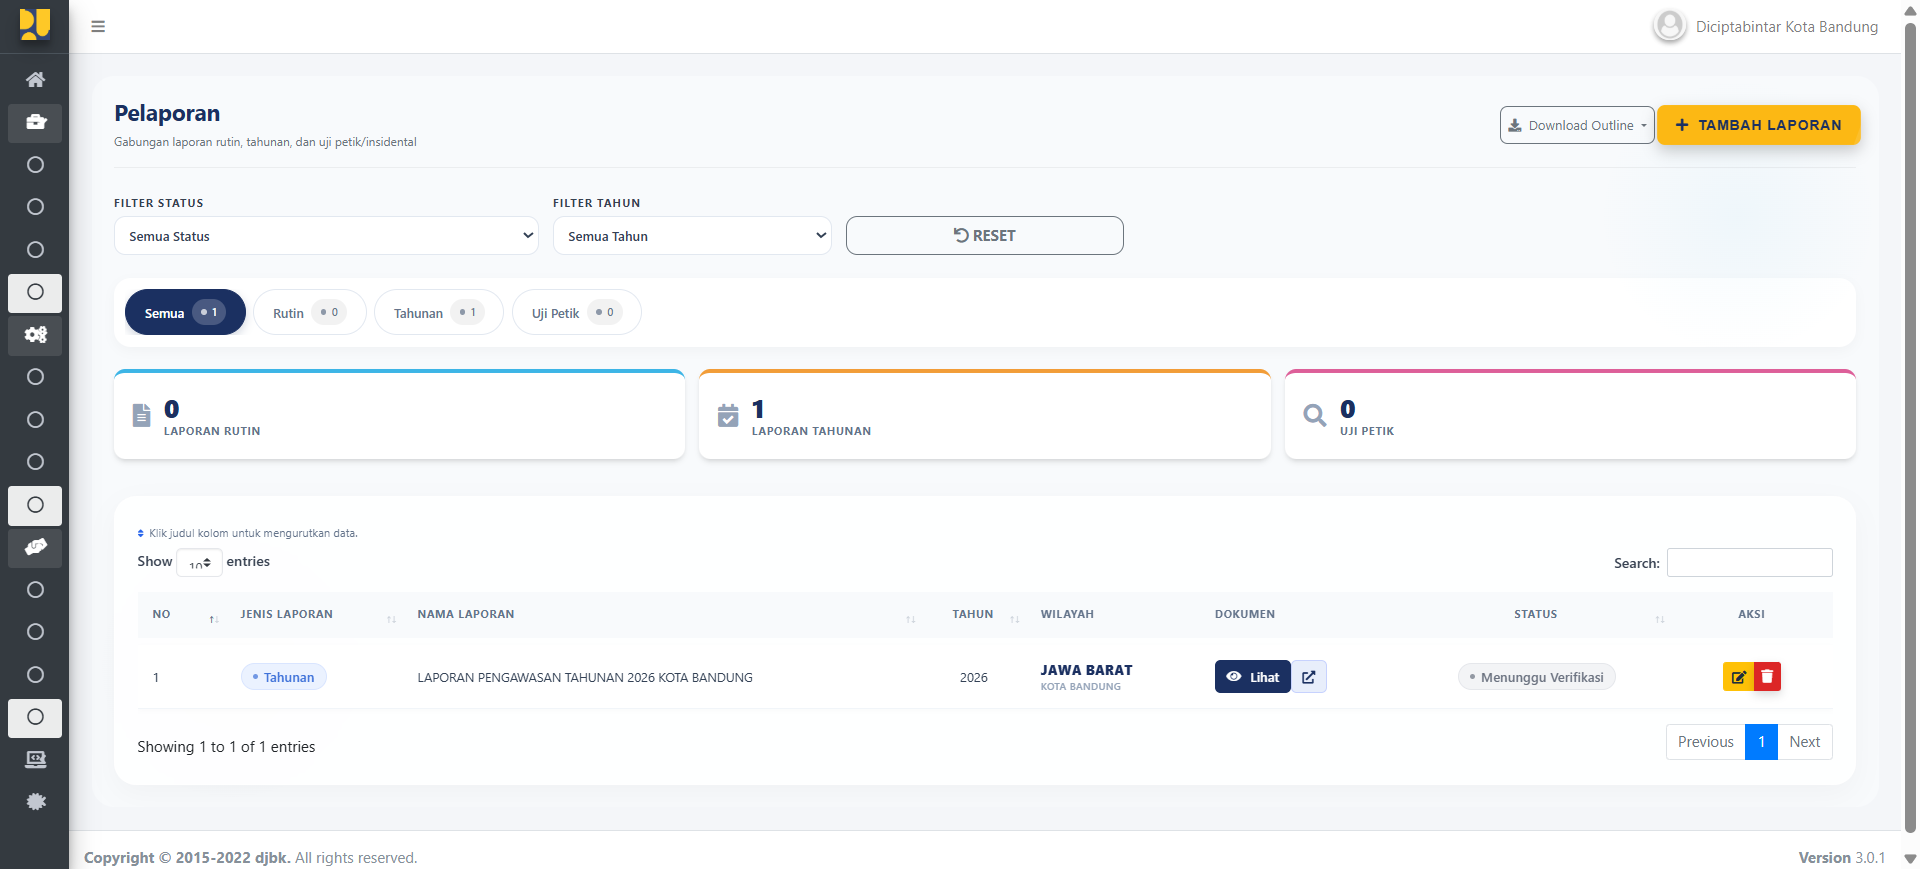 Diciptabintar Kota Bandung
Pelaporan
Gabungan laporan rutin, tahunan, dan uji petik/insidental
Download Outline
+ TAMBAH LAPORAN
FILTER STATUS
FILTER TAHUN
Semua Status
Semua Tahun
RESET
Semua 1
Rutin 0
Tahunan 1
Uji Petik 0
0
LAPORAN RUTIN
1
LAPORAN TAHUNAN
0
UJI PETIK
Klik judul kolom untuk mengurutkan data.
Show 10 entries
Search:
NO JENIS LAPORAN NAMA LAPORAN TAHUN WILAYAH DOKUMEN STATUS AKSI
1 Tahunan LAPORAN PENGAWASAN TAHUNAN 2026 KOTA BANDUNG 2026 JAWA BARAT Lihat Menunggu Verifikasi
KOTA BANDUNG
Showing 1 to 1 of 1 entries
Previous 1 Next
Copyright © 2015-2022 djbk. All rights reserved.
Version 3.0.1